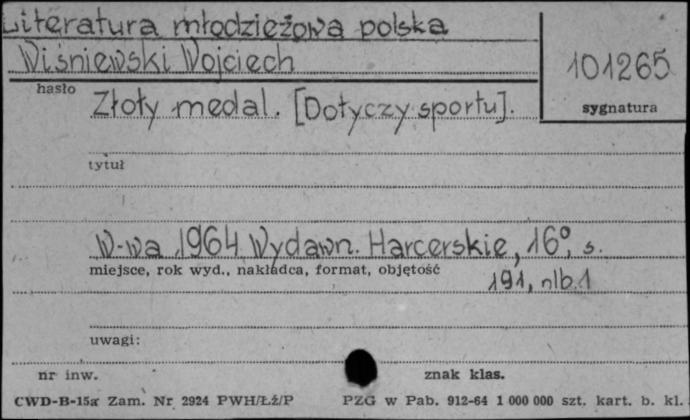 Literatura młodzieżowa polska
Wiśniewski Wojciech
101265
hasło
sygnatura
Złoty medal. [Dotyczy sportu].
tytuł
W-wa 1964 Wydawn. Harcerskie, 16°, s.
miejsce, rok wyd., nakładca, format, objętość
191, nlb. 1
uwagi:
nr inw.
znak klas.
CWD-B-15a Zam. Nr 2924 PWH/Łź/P PZG w Pab. 912-64 1 000 000 szt. kart. b. kl.